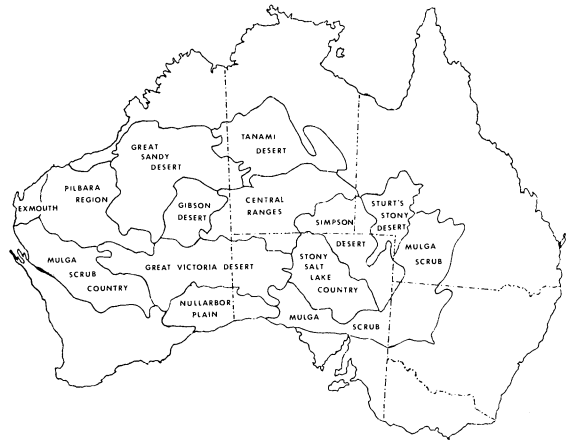 GREAT
SANDY
DESERT
TANAMI
DESERT
PILBARA
REGION
EXMOUTH
GIBSON
DESERT
CENTRAL
RANGES
SIMPSON
DESERT
STURT'S
STONY
DESERT
MULGA
SCRUB
MULGA
SCRUB
COUNTRY
GREAT VICTORIA DESERT
STONY
SALT
LAKE
COUNTRY
NULLARBOR
PLAIN
MULGA
SCRUB